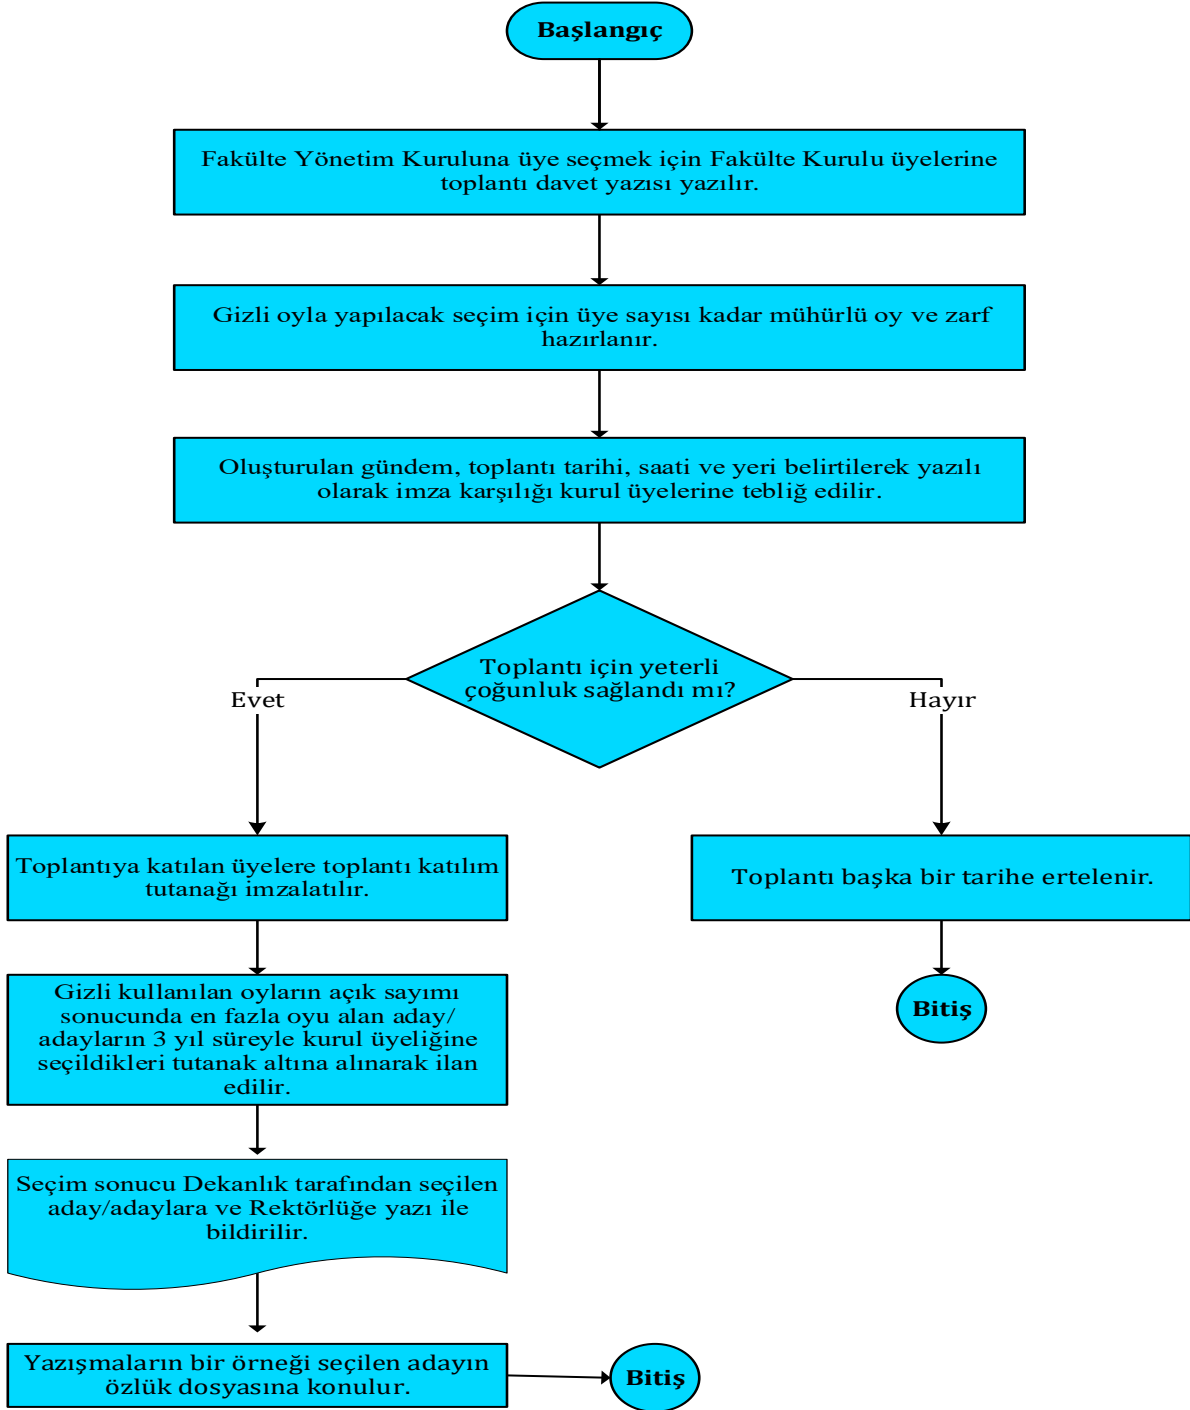 Başlangıç
Fakülte Yönetim Kuruluna üye seçmek için Fakülte Kurulu üyelerine
toplantı davet yazısı yazılır.
Gizli oyla yapılacak seçim için üye sayısı kadar mühürlü oy ve zarf
hazırlanır.
Oluşturulan gündem, toplantı tarihi, saati ve yeri belirtilerek yazılı
olarak imza karşılığı kurul üyelerine tebliğ edilir.
Toplantı için yeterli
çoğunluk sağlandı mı?
Evet
Hayır
Toplantıya katılan üyelere toplantı katılım
tutanağı imzalatılır.
Toplantı başka bir tarihe ertelenir.
Gizli kullanılan oyların açık sayımı
sonucunda en fazla oyu alan aday/
adayların 3 yıl süreyle kurul üyeliğine
seçildikleri tutanak altına alınarak ilan
edilir.
Bitiş
Seçim sonucu Dekanlık tarafından seçilen
aday/adaylara ve Rektörlüğe yazı ile
bildirilir.
Yazışmaların bir örneği seçilen adayın
özlük dosyasına konulur.
Bitiş